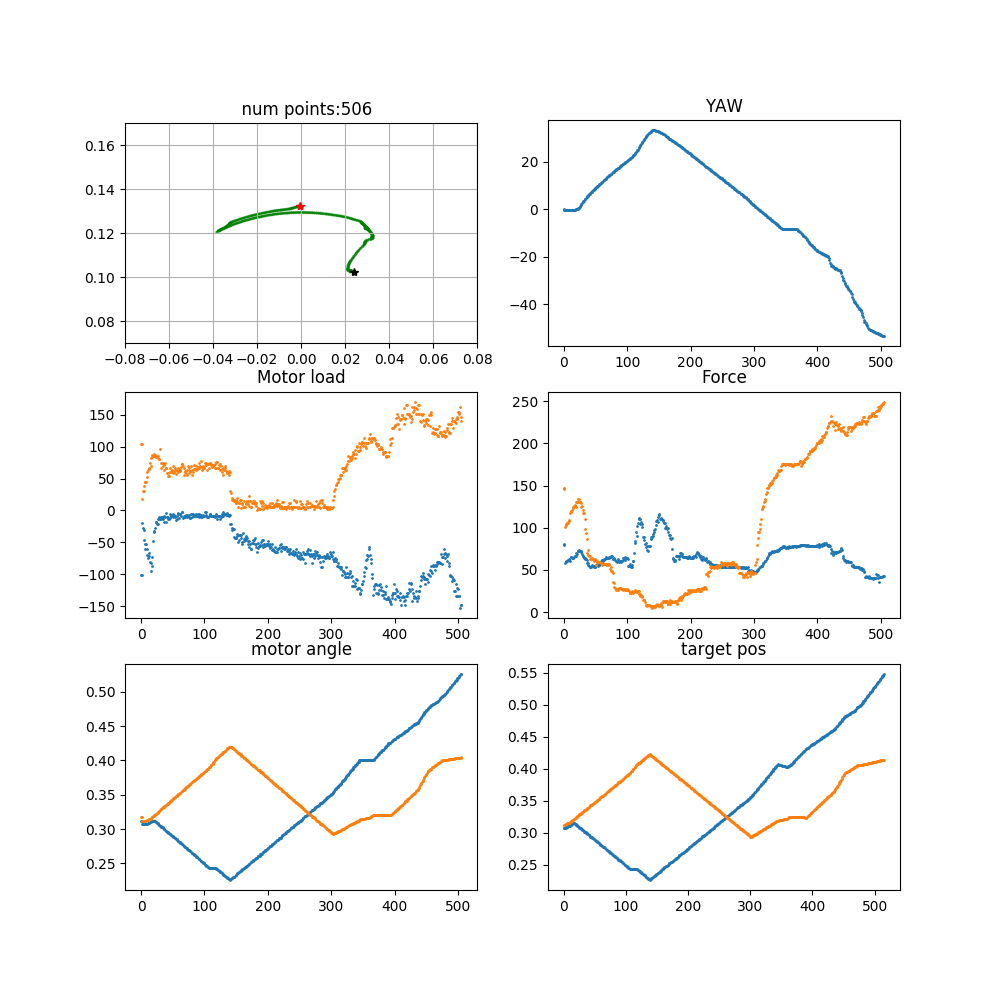 num points:506
0.16
0.14
0.12
0.10
0.08
−0.08 −0.06 −0.04 −0.02 0.00 0.02 0.04 0.06 0.08
YAW
20
0
−20
−40
0 100 200 300 400 500
Motor load
150
100
50
0
−50
−100
−150
0 100 200 300 400 500
Force
250
200
150
100
50
0
0 100 200 300 400 500
motor angle
0.50
0.45
0.40
0.35
0.30
0.25
0 100 200 300 400 500
target pos
0.55
0.50
0.45
0.40
0.35
0.30
0.25
0 100 200 300 400 500